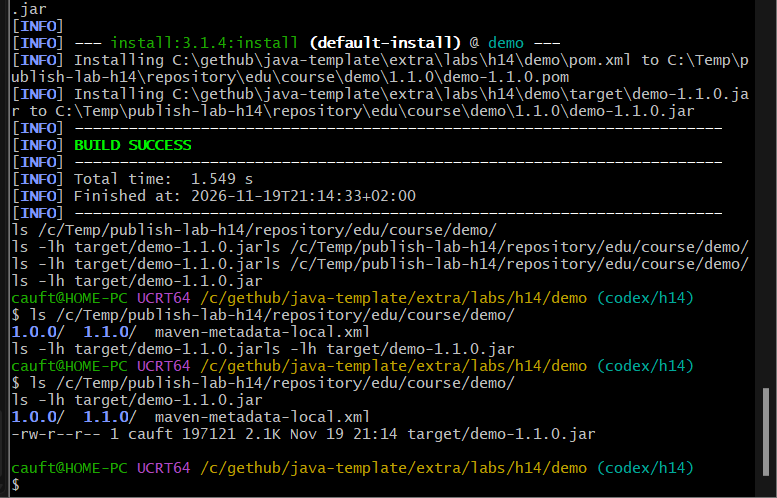 .jar
[INFO]
[INFO] --- install:3.1.4:install (default-install) @ demo ---
[INFO] Installing C:\gethub\java-template\extra\labs\h14\demo\pom.xml to C:\Temp\p
ublish-lab-h14\repository\edu\course\demo\1.1.0\demo-1.1.0.pom
[INFO] Installing C:\gethub\java-template\extra\labs\h14\demo\target\demo-1.1.0.ja
r to C:\Temp\publish-lab-h14\repository\edu\course\demo\1.1.0\demo-1.1.0.jar
[INFO] ------------------------------------------------------------------------
[INFO] BUILD SUCCESS
[INFO] ------------------------------------------------------------------------
[INFO] Total time:  1.549 s
[INFO] Finished at: 2026-11-19T21:14:33+02:00
[INFO] ------------------------------------------------------------------------
ls /c/Temp/publish-lab-h14/repository/edu/course/demo/
ls -lh target/demo-1.1.0.jarls /c/Temp/publish-lab-h14/repository/edu/course/demo/
ls -lh target/demo-1.1.0.jarls /c/Temp/publish-lab-h14/repository/edu/course/demo/
ls -lh target/demo-1.1.0.jar
cauft@HOME-PC UCRT64 /c/gethub/java-template/extra/labs/h14/demo (codex/h14)
$ ls /c/Temp/publish-lab-h14/repository/edu/course/demo/
1.0.0/  1.1.0/  maven-metadata-local.xml
ls -lh target/demo-1.1.0.jarls -lh target/demo-1.1.0.jar
cauft@HOME-PC UCRT64 /c/gethub/java-template/extra/labs/h14/demo (codex/h14)
$ ls /c/Temp/publish-lab-h14/repository/edu/course/demo/
ls -lh target/demo-1.1.0.jar
1.0.0/  1.1.0/  maven-metadata-local.xml
-rw-r--r-- 1 cauft 197121 2.1K Nov 19 21:14 target/demo-1.1.0.jar

cauft@HOME-PC UCRT64 /c/gethub/java-template/extra/labs/h14/demo (codex/h14)
$